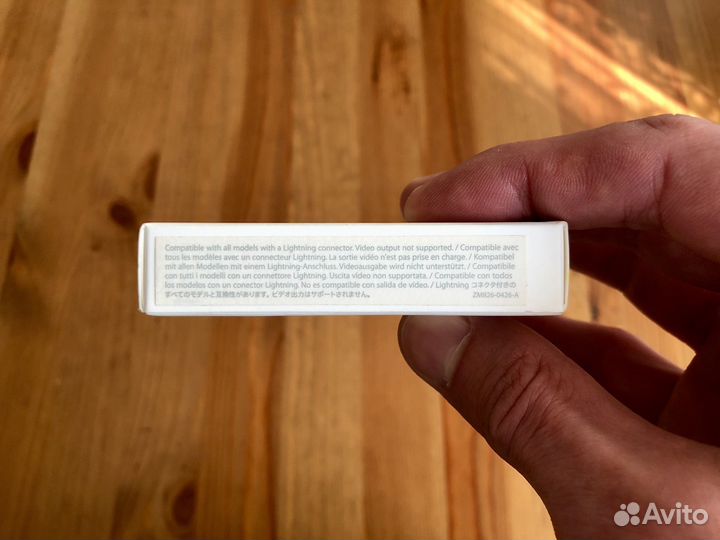 Compatible with all models with a Lightning connector. Video output not supported. / Compatible avec
tous les modèles avec un connecteur Lightning. La sortie vidéo n'est pas prise en charge. / Kompatibel
mit allen Modellen mit einem Lightning-Anschluss. Videoausgabe wird nicht unterstützt. / Compatibile
con tutti i modelli con un connettore Lightning. Uscita video non supportata. / Compatible con todos
los modelos con un conector Lightning. No es compatible con salida de vídeo. / Lightning コネクタ付きの
すべてのモデルと互換性があります。ビデオ出力はサポートされません。 ZM826-0426-A
Avito